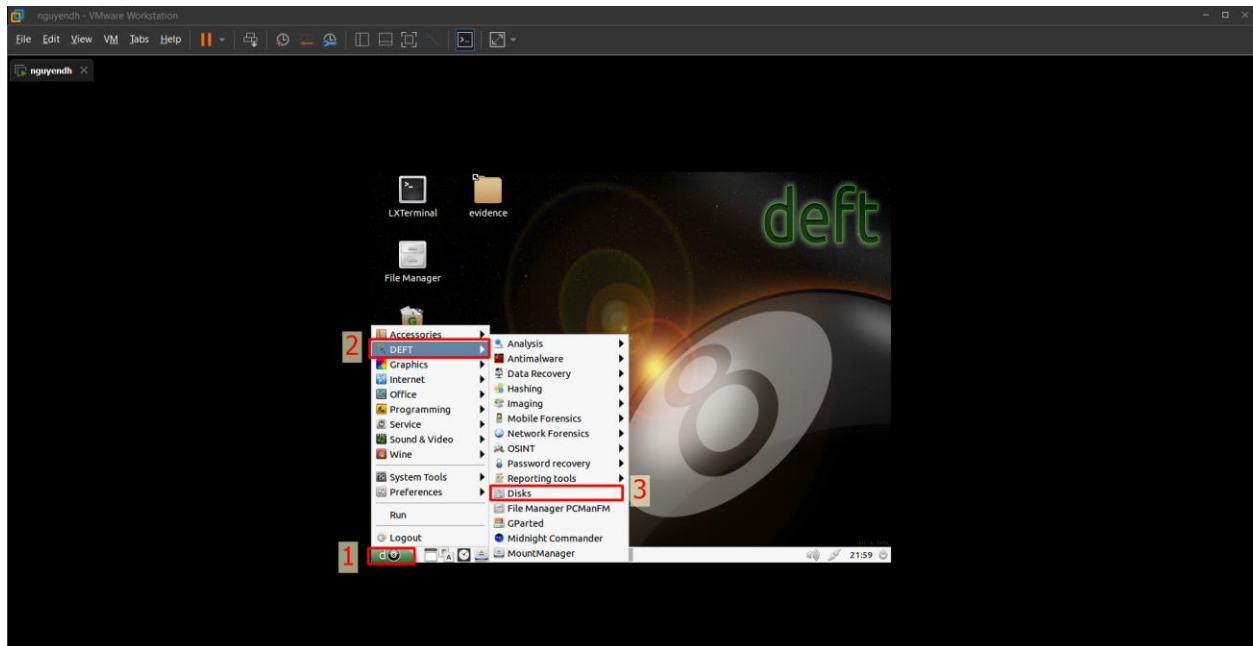 nguyendh - VMware Workstation
File Edit View VM Tabs Help
nguyendh
deft
LXTerminal
evidence
File Manager
2
Accessories
DEFT
Graphics
Internet
Office
Programming
Service
Sound & Video
Wine
System Tools
Preferences
Run
Logout
Analysis
Antimalware
Data Recovery
Hashing
Imaging
Mobile Forensics
Network Forensics
OSINT
Password recovery
Reporting tools
Disks
3
File Manager PCManFM
GParted
Midnight Commander
MountManager
8
1
d8
21:59